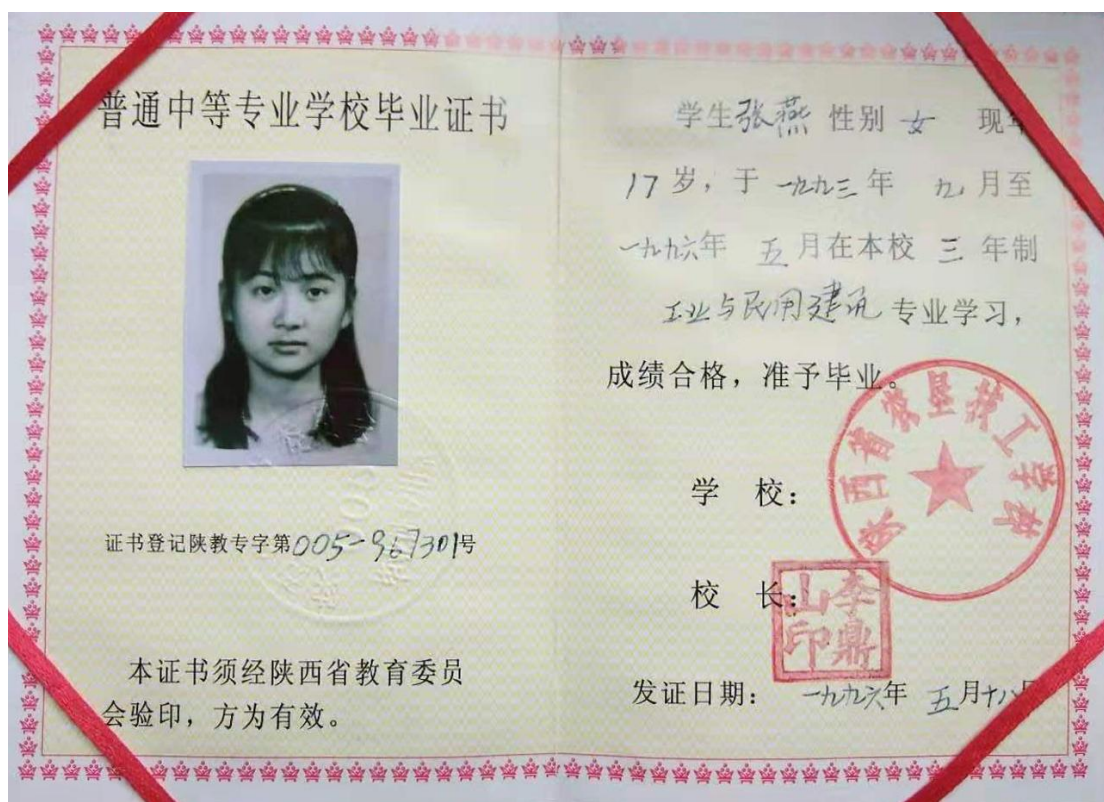 普通中等专业学校毕业证书
证书登记陕教专字第005-967301号
本证书须经陕西省教育委员
会验印，方为有效。
学生张燕 性别 女 现年
17岁，于 一九九三年 九月至
一九九六年 五月在本校 三 年制
工业与民用建筑 专业学习，
成绩合格，准予毕业。
陕西省农垦技工学校
学 校：
校 长：
李鼎山印
发证日期： 一九九六年 五月十八日